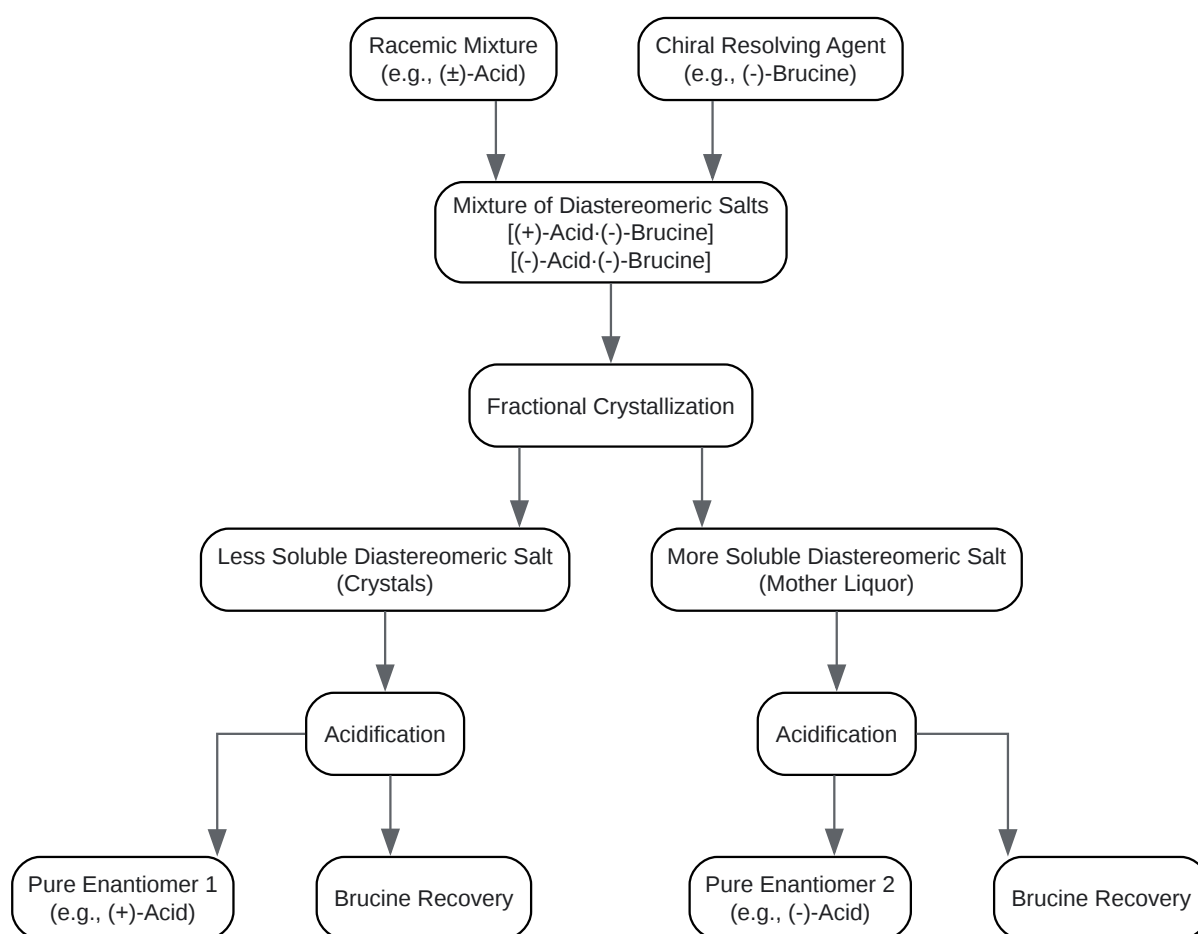 Racemic Mixture
(e.g., (±)-Acid)
Chiral Resolving Agent
(e.g., (-)-Brucine)
Mixture of Diastereomeric Salts
[(+)-Acid·(-)-Brucine]
[(-)-Acid·(-)-Brucine]
Fractional Crystallization
Less Soluble Diastereomeric Salt
(Crystals)
More Soluble Diastereomeric Salt
(Mother Liquor)
Acidification
Acidification
Pure Enantiomer 1
(e.g., (+)-Acid)
Brucine Recovery
Pure Enantiomer 2
(e.g., (-)-Acid)
Brucine Recovery